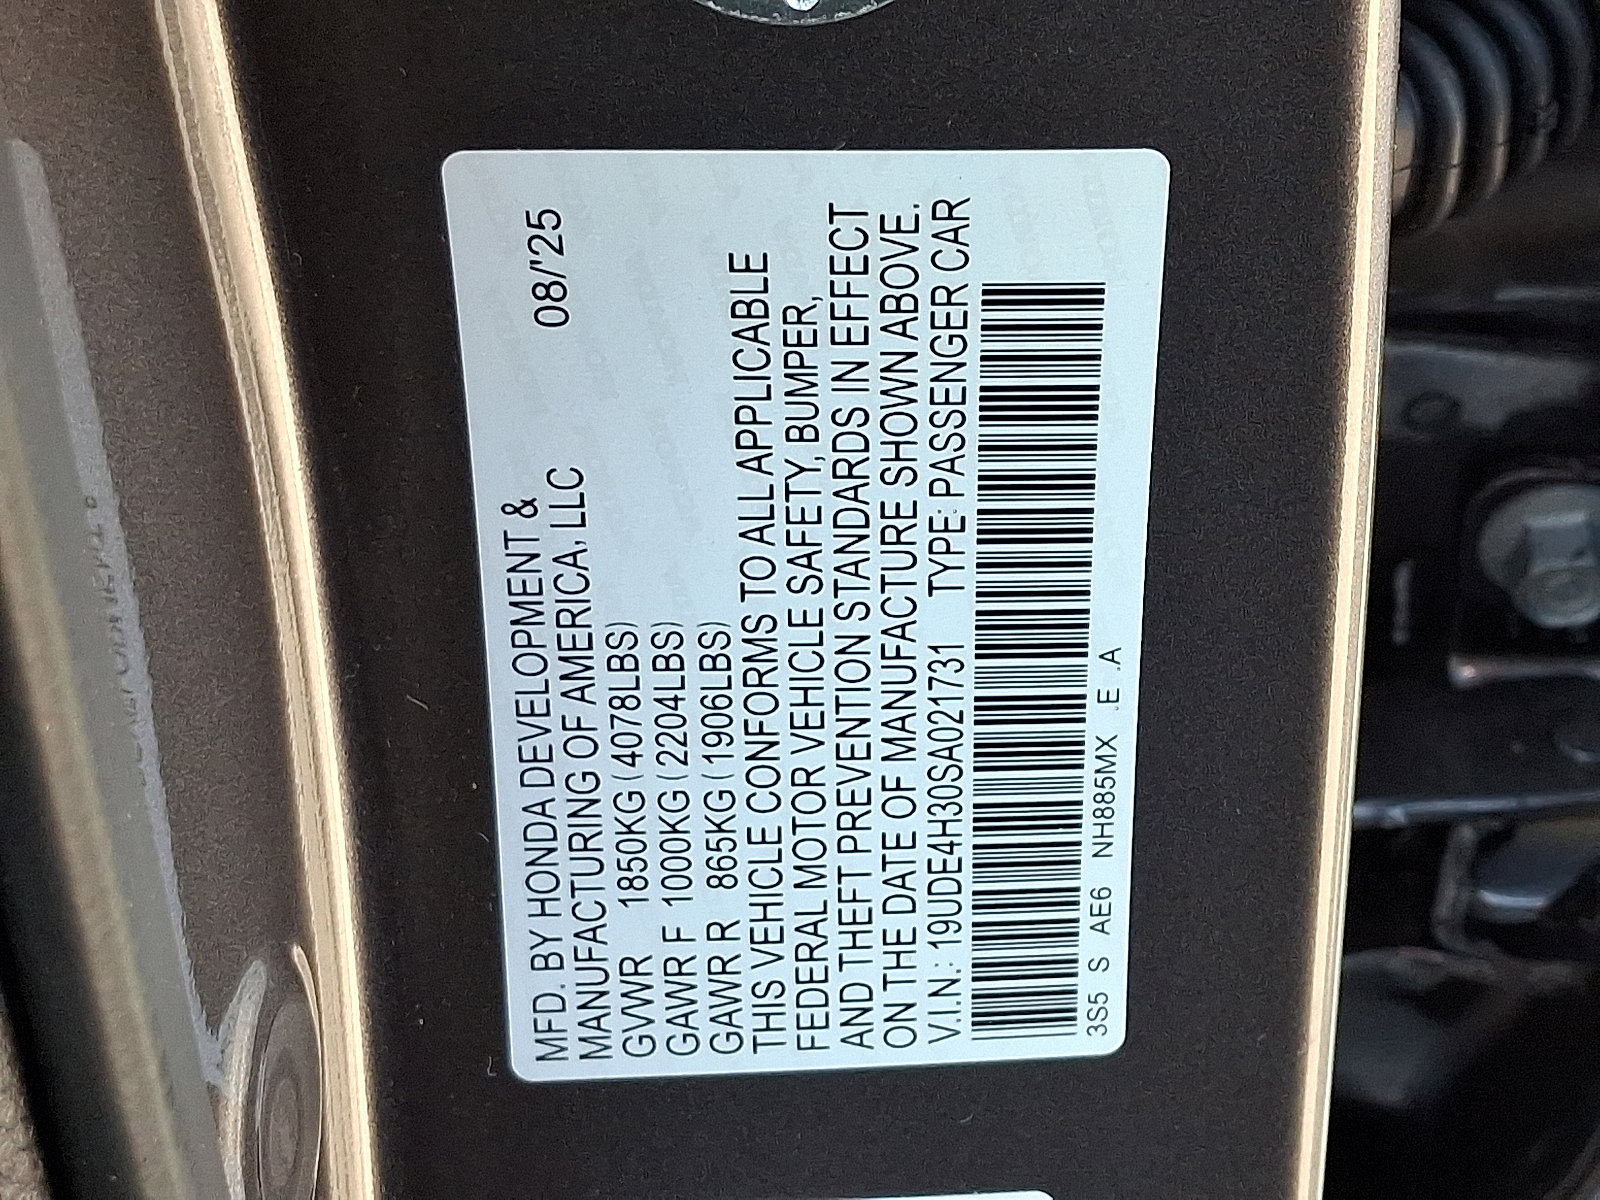 MFD. BY HONDA DEVELOPMENT &
MANUFACTURING OF AMERICA, LLC 08/'25
GVWR 1850KG (4078LBS)
GAWR F 1000KG (2204LBS)
GAWR R 865KG (1906LBS)
THIS VEHICLE CONFORMS TO ALL APPLICABLE
FEDERAL MOTOR VEHICLE SAFETY, BUMPER,
AND THEFT PREVENTION STANDARDS IN EFFECT
ON THE DATE OF MANUFACTURE SHOWN ABOVE.
V.I.N.: 19UDE4H30SA021731 TYPE: PASSENGER CAR
3S5 S AE6 NH885MX .E .A